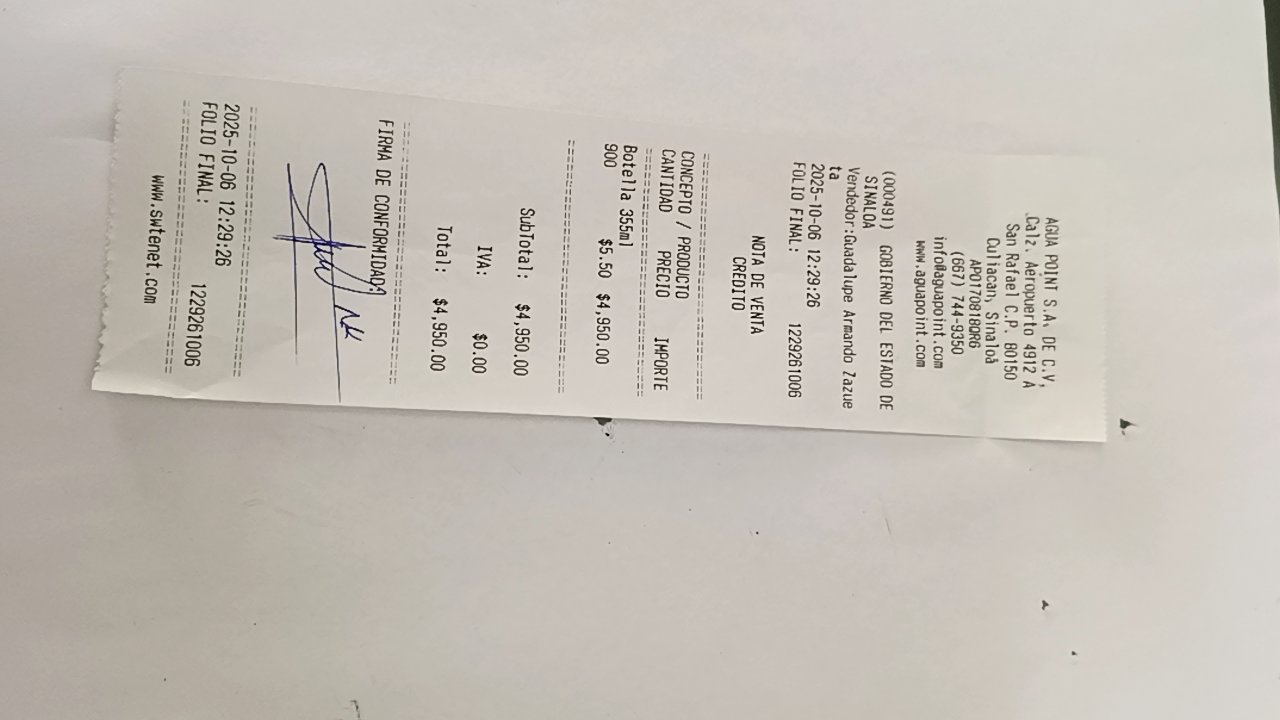 AGUA POINT S.A. DE C.V.
Calz. Aeropuerto 4912 A
San Rafael C.P. 80150
Culiacan, Sinaloa
APO170818QR6
(667) 744-9350
info@aguapoint.com
www.aguapoint.com
(000491) GOBIERNO DEL ESTADO DE
SINALOA
Vendedor:Guadalupe Armando Zazue
ta
2025-10-06 12:29:26
FOLIO FINAL: 1229261006
NOTA DE VENTA
CREDITO
CONCEPTO / PRODUCTO
CANTIDAD PRECIO IMPORTE
Botella 355ml
900 $5.50 $4,950.00
SubTotal: $4,950.00
IVA: $0.00
Total: $4,950.00
FIRMA DE CONFORMIDAD:
2025-10-06 12:29:26
FOLIO FINAL: 1229261006
www.swtenet.com